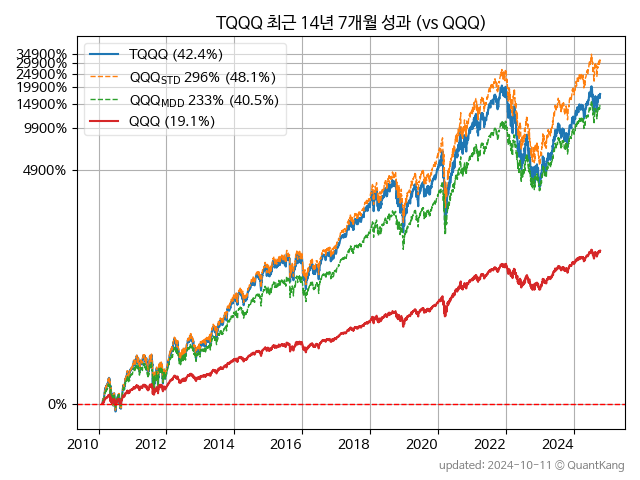 TQQQ 최근 14년 7개월 성과 (vs QQQ)
34900%
29900%
24900%
19900%
14900%
9900%
4900%
0%
TQQQ (42.4%)
QQQSTD 296% (48.1%)
QQQMDD 233% (40.5%)
QQQ (19.1%)
2010 2012 2014 2016 2018 2020 2022 2024
updated: 2024-10-11 © QuantKang